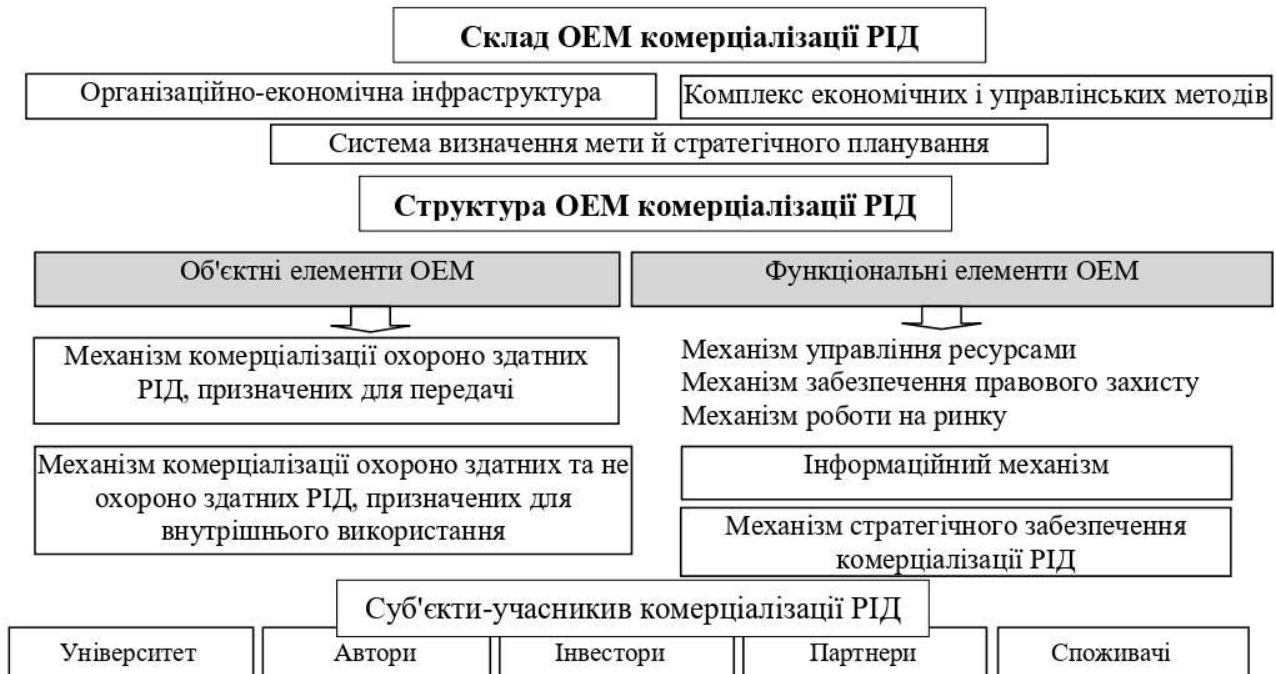 Склад ОЕМ комерціалізації РІД
Організаційно-економічна інфраструктура
Комплекс економічних і управлінських методів
Система визначення мети й стратегічного планування
Структура ОЕМ комерціалізації РІД
Об'єктні елементи ОЕМ
Функціональні елементи ОЕМ
Механізм комерціалізації охороно здатних
РІД, призначених для передачі
Механізм комерціалізації охороно здатних та не
охороно здатних РІД, призначених для
внутрішнього використання
Механізм управління ресурсами
Механізм забезпечення правового захисту
Механізм роботи на ринку
Інформаційний механізм
Механізм стратегічного забезпечення
комерціалізації РІД
Суб'єкти-учасникив комерціалізації РІД
Університет
Автори
Інвестори
Партнери
Споживачі